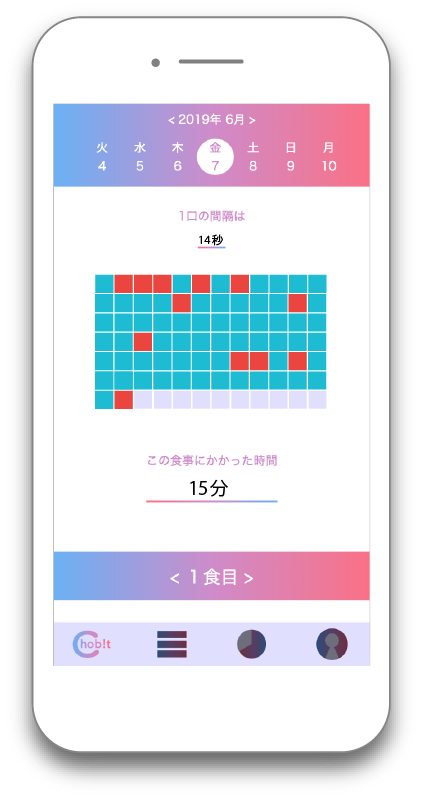 < 2019年 6月 >
火 水 木 金 土 日 月
4 5 6 7 8 9 10
1口の間隔は
14秒
この食事にかかった時間
15分
< 1食目 >
Chob!t